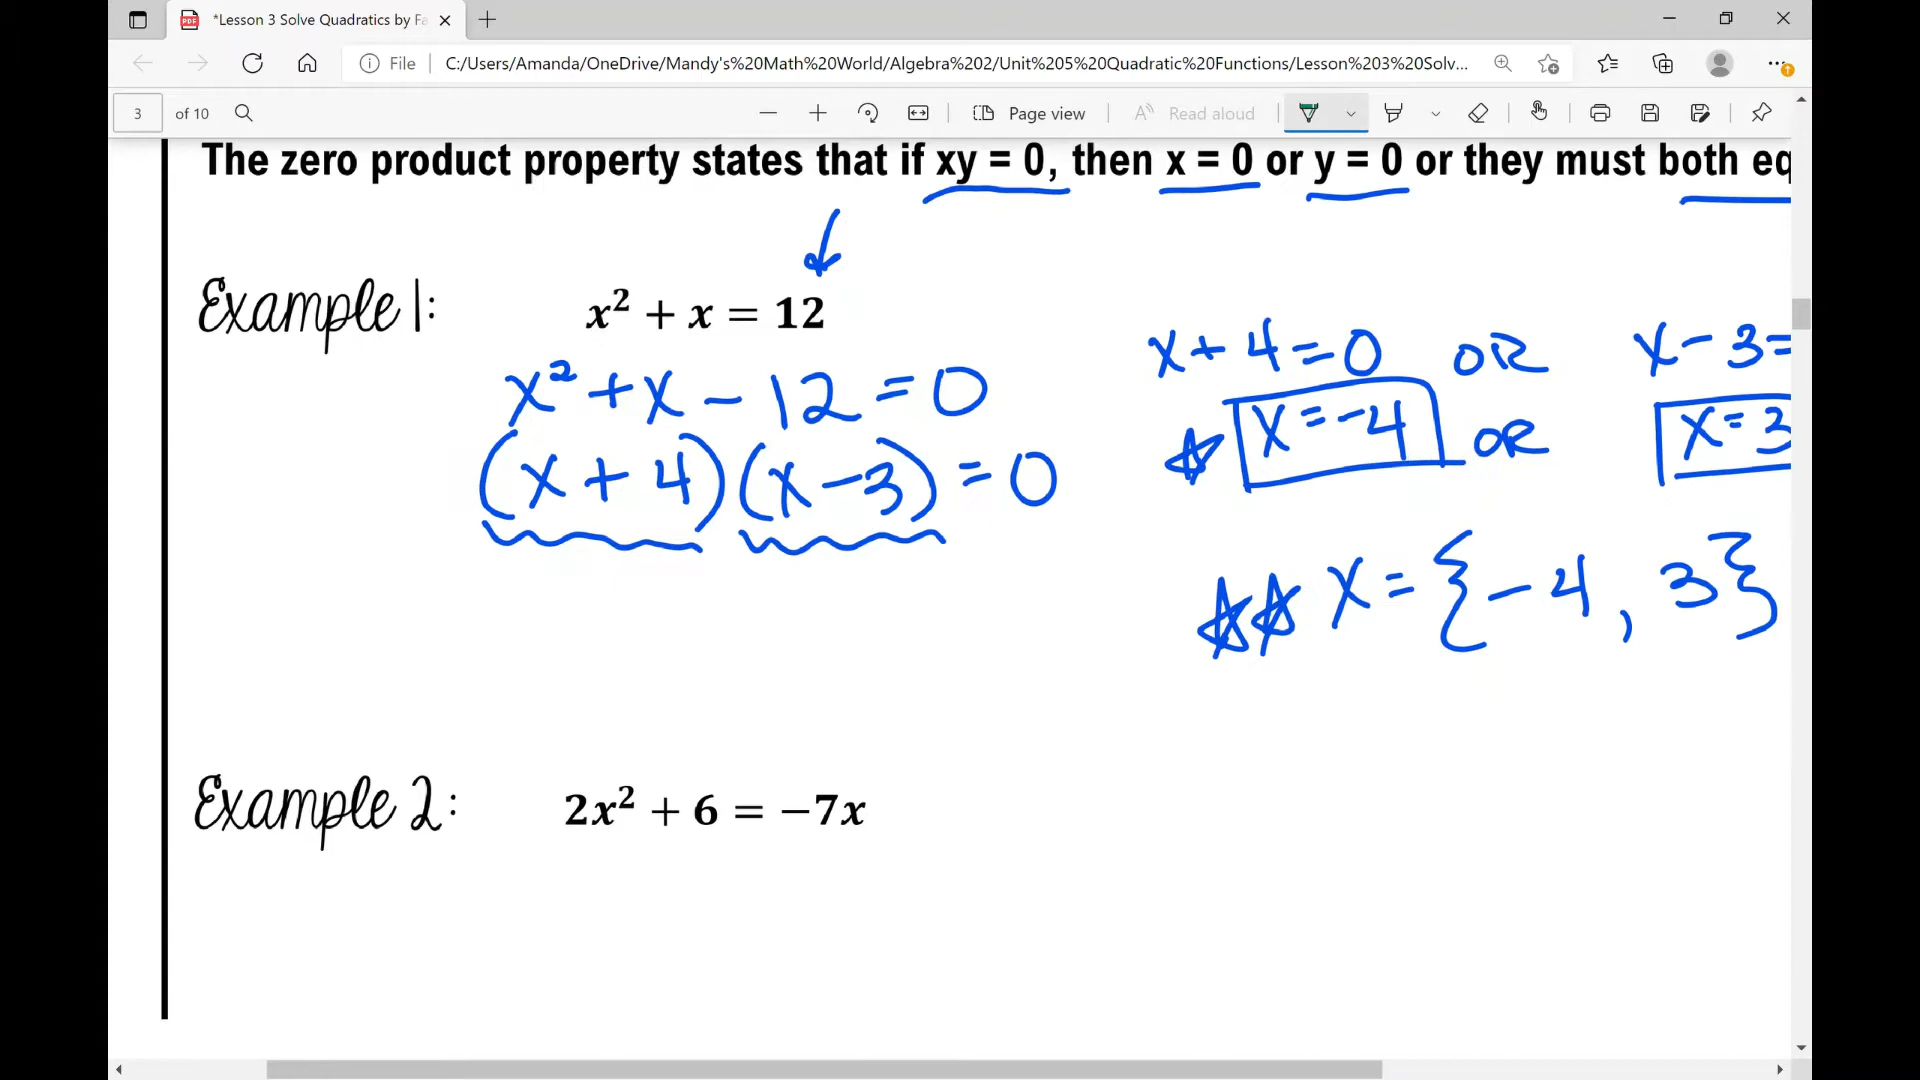 *Lesson 3 Solve Quadratics by Fa
File C:/Users/Amanda/OneDrive/Mandy's%20Math%20World/Algebra%202/Unit%205%20Quadratic%20Functions/Lesson%203%20Solv...
3 of 10 Page view Read aloud
The zero product property states that if xy = 0, then x = 0 or y = 0 or they must both eq
Example 1: x² + x = 12
x² + x - 12 = 0
(x + 4)(x - 3) = 0
x + 4 = 0 OR x - 3 =
x = -4 OR x = 3
x = {-4, 3}
Example 2: 2x² + 6 = −7x